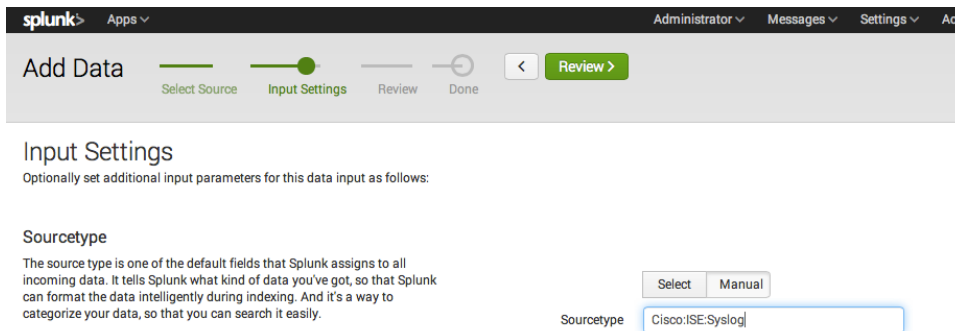 splunk> Apps Administrator Messages Settings
Add Data
Select Source Input Settings Review Done < Review >
Input Settings
Optionally set additional input parameters for this data input as follows:
Sourcetype
The source type is one of the default fields that Splunk assigns to all
incoming data. It tells Splunk what kind of data you've got, so that Splunk
can format the data intelligently during indexing. And it's a way to
categorize your data, so that you can search it easily.
Select Manual
Sourcetype Cisco:ISE:Syslog